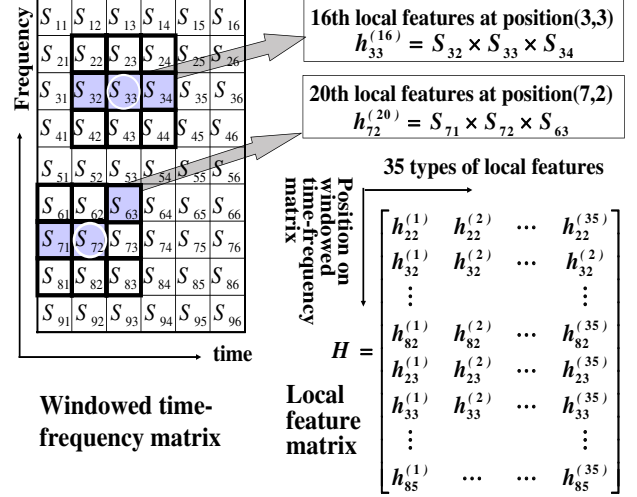 Frequency
S11 S12 S13 S14 S15 S16
S21 S22 S23 S24 S25 S26
S31 S32 S33 S34 S35 S36
S41 S42 S43 S44 S45 S46
S51 S52 S53 S54 S55 S56
S61 S62 S63 S64 S65 S66
S71 S72 S73 S74 S75 S76
S81 S82 S83 S84 S85 S86
S91 S92 S93 S94 S95 S96
time
Windowed time-
frequency matrix
16th local features at position(3,3)
h33(16) = S32 × S33 × S34
20th local features at position(7,2)
h72(20) = S71 × S72 × S63
35 types of local features
Position on
windowed
time-frequency
matrix
H =
h22(1) h22(2) ... h22(35)
h32(1) h32(2) ... h32(2)
⋮ ⋮
h82(1) h82(2) ... h82(35)
h23(1) h23(2) ... h23(35)
h33(1) h33(2) ... h33(35)
⋮ ⋮
h85(1) ... ... h85(35)
Local
feature
matrix